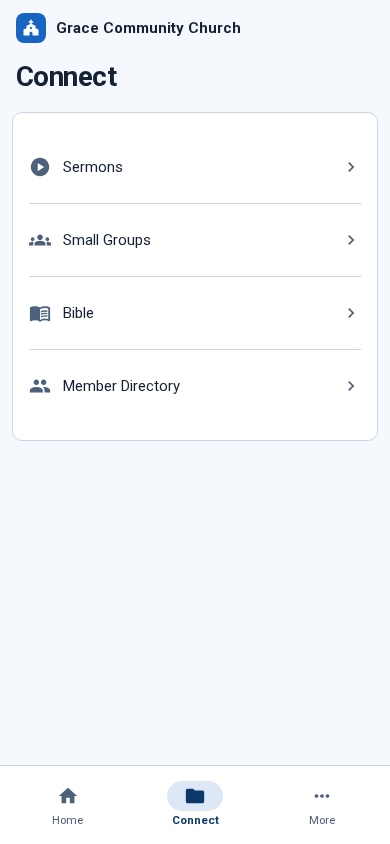 Grace Community Church
Connect
Sermons
Small Groups
Bible
Member Directory
Home
Connect
More